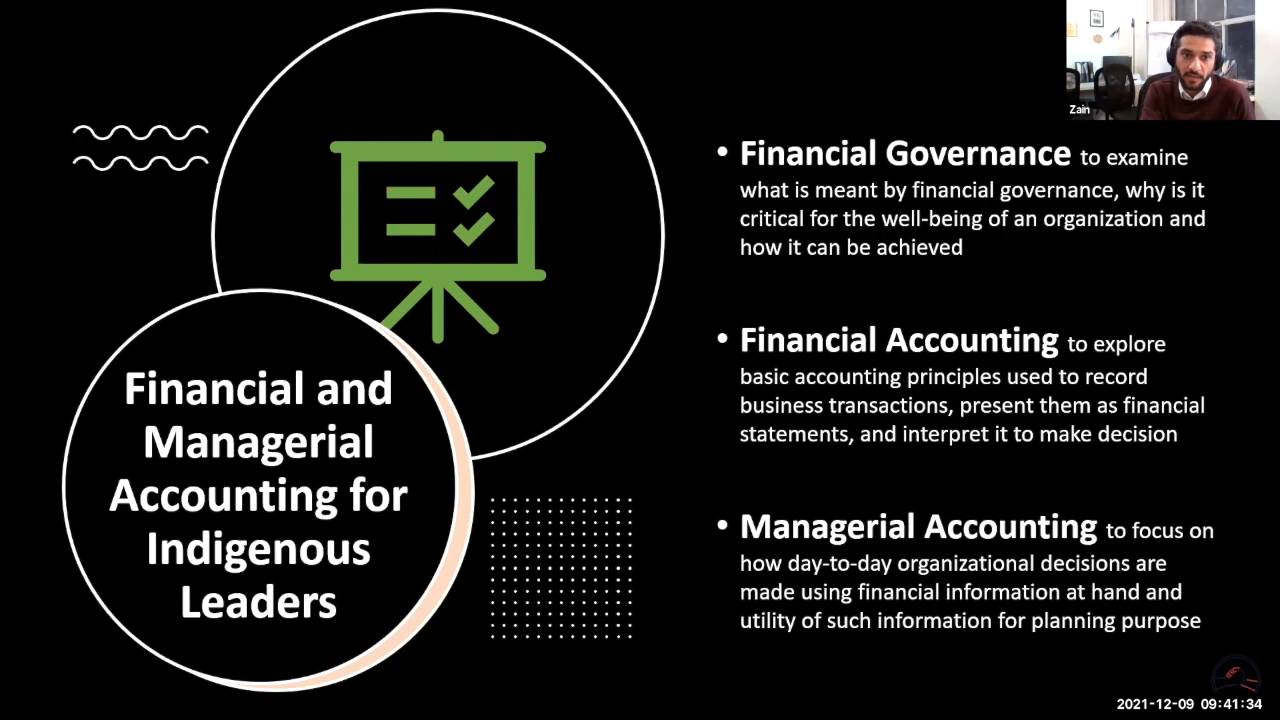 Zain
Financial and
Managerial
Accounting for
Indigenous
Leaders
• Financial Governance to examine
what is meant by financial governance, why is it
critical for the well-being of an organization and
how it can be achieved
• Financial Accounting to explore
basic accounting principles used to record
business transactions, present them as financial
statements, and interpret it to make decision
• Managerial Accounting to focus on
how day-to-day organizational decisions are
made using financial information at hand and
utility of such information for planning purpose
2021-12-09 09:41:34